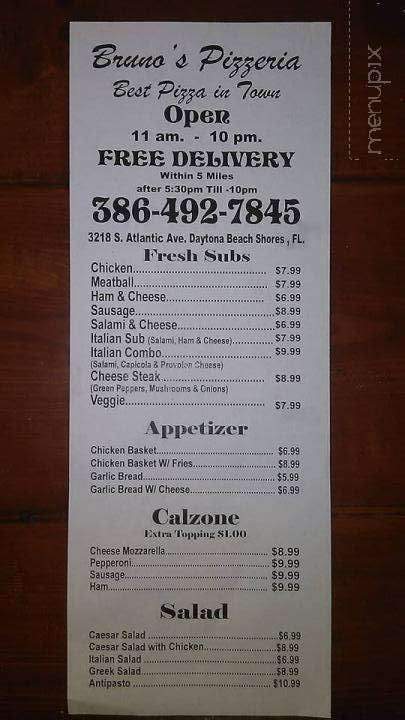 menupix
Bruno's Pizzeria
Best Pizza in Town
Open
11 am. - 10 pm.
FREE DELIVERY
Within 5 Miles
after 5:30pm Till -10pm
386-492-7845
3218 S. Atlantic Ave. Daytona Beach Shores , FL.
Fresh Subs
Chicken.................................... $7.99
Meatball.................................... $7.99
Ham & Cheese........................... $6.99
Sausage.....................................$8.99
Salami & Cheese.........................$6.99
Italian Sub (Salami, Ham & Cheese)...........$7.99
Italian Combo..............................$9.99
(Salami, Capicola & Provolon Cheese)
Cheese Steak............................ $8.99
(Green Peppers, Mushrooms & Onions)
Veggie...................................... $7.99
Appetizer
Chicken Basket.................................. $6.99
Chicken Basket W/ Fries.......................$8.99
Garlic Bread.......................................$5.99
Garlic Bread W/ Cheese....................... $6.99
Calzone
Extra Topping $1.00
Cheese Mozzarella............................. $8.99
Pepperoni........................................ $9.99
Sausage.......................................... $9.99
Ham................................................ $9.99
Salad
Caesar Salad .....................................$6.99
Caesar Salad with Chicken....................$8.99
Italian Salad ......................................$6.99
Greek Salad.......................................$8.99
Antipasto .........................................$10.99